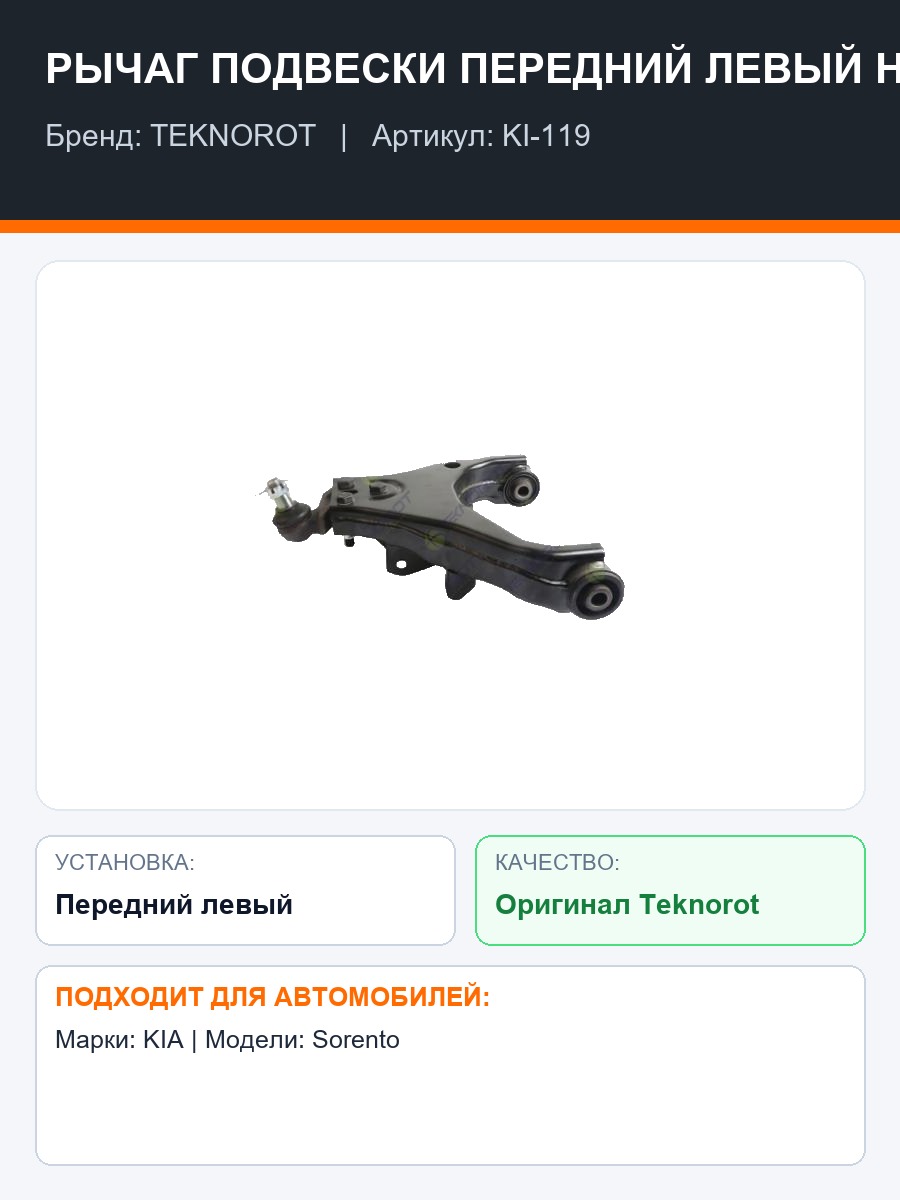 РЫЧАГ ПОДВЕСКИ ПЕРЕДНИЙ ЛЕВЫЙ Н
Бренд: TEKNOROT | Артикул: KI-119
УСТАНОВКА:
Передний левый
КАЧЕСТВО:
Оригинал Teknorot
ПОДХОДИТ ДЛЯ АВТОМОБИЛЕЙ:
Марки: KIA | Модели: Sorento